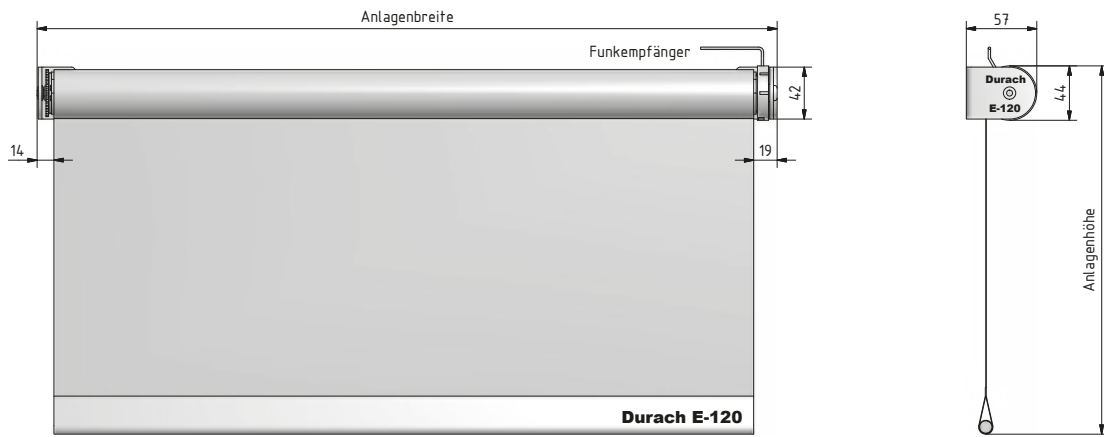 Anlagenbreite
57
Funkempfänger
Durach
E-120
42
44
14
19
Anlagenhöhe
Durach E-120